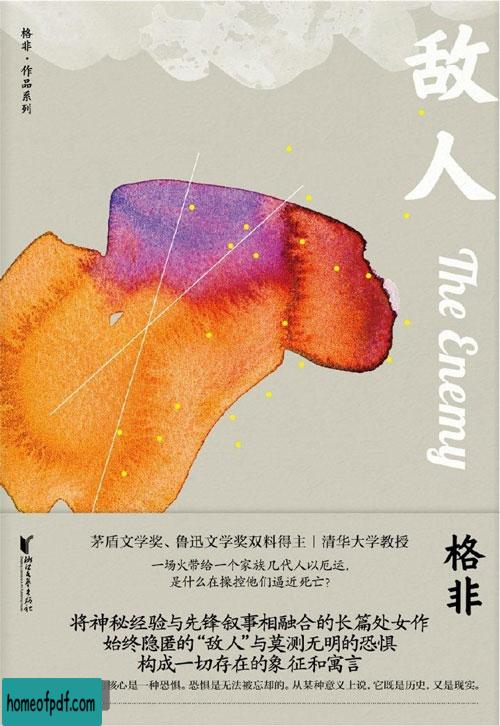 格非·作品系列
敌人
The Enemy
浙江文艺出版社
茅盾文学奖、鲁迅文学奖双料得主|清华大学教授
一场火带给一个家族几代人以厄运,
是什么在操控他们逼近死亡?
格非
将神秘经验与先锋叙事相融合的长篇处女作
始终隐匿的“敌人”与莫测无明的恐惧
构成一切存在的象征和寓言
核心是一种恐惧。恐惧是无法被忘却的。从某种意义上说,它既是历史,又是现实。
homeofpdf.com